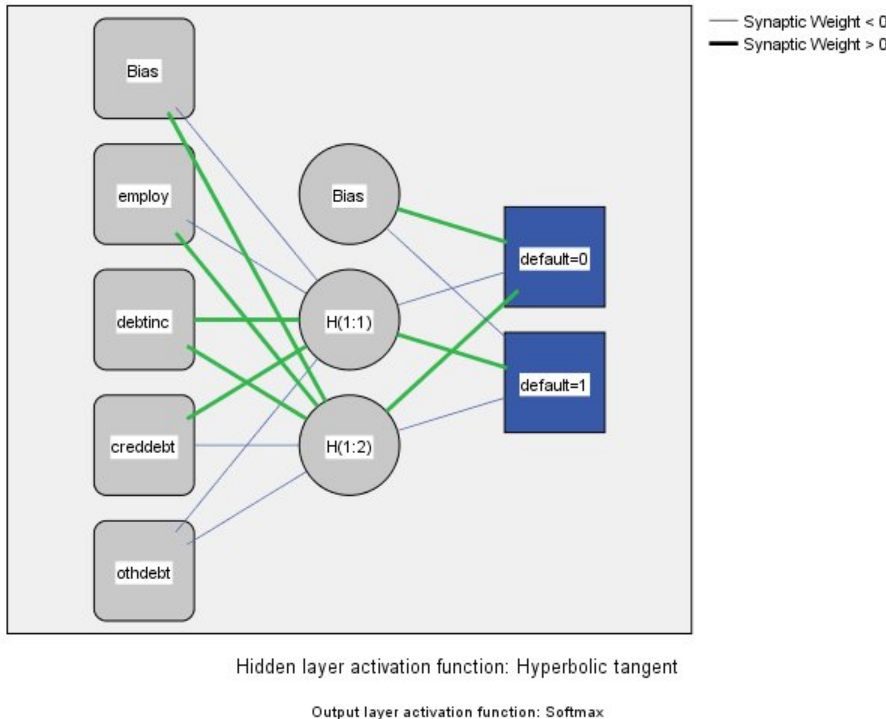 Synaptic Weight < 0
Synaptic Weight > 0
Bias
employ
Bias
default=0
debtinc
H(1:1)
default=1
creddebt
H(1:2)
othdebt
Hidden layer activation function: Hyperbolic tangent
Output layer activation function: Softmax